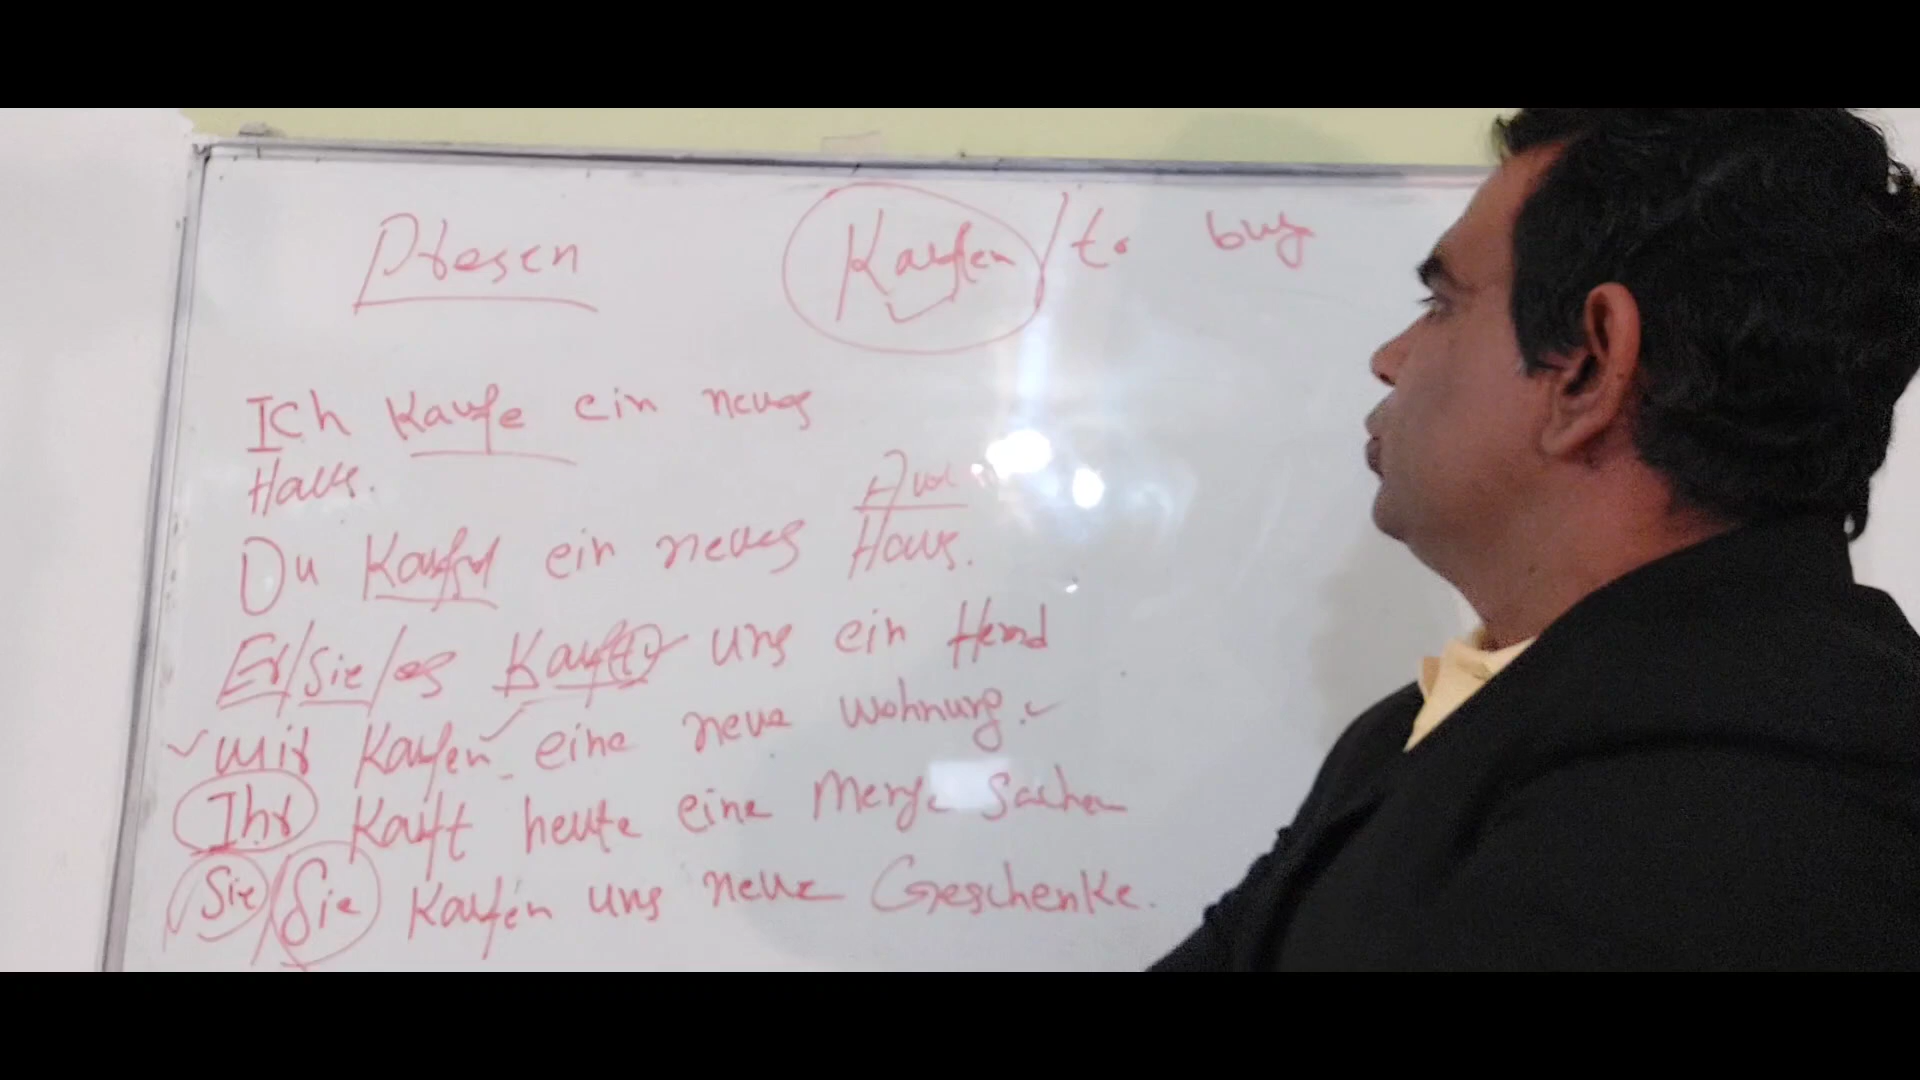 Präsen Kaufen / to buy
Ich Kaufe ein neues
Haus.
Du Kaufst ein neues Haus.
Er/Sie/es Kauft uns ein Hemd
wir Kaufen eine neue wohnung.
Ihr Kauft heute eine Menge Sachen
Sie/Sie Kaufen uns neue Geschenke.